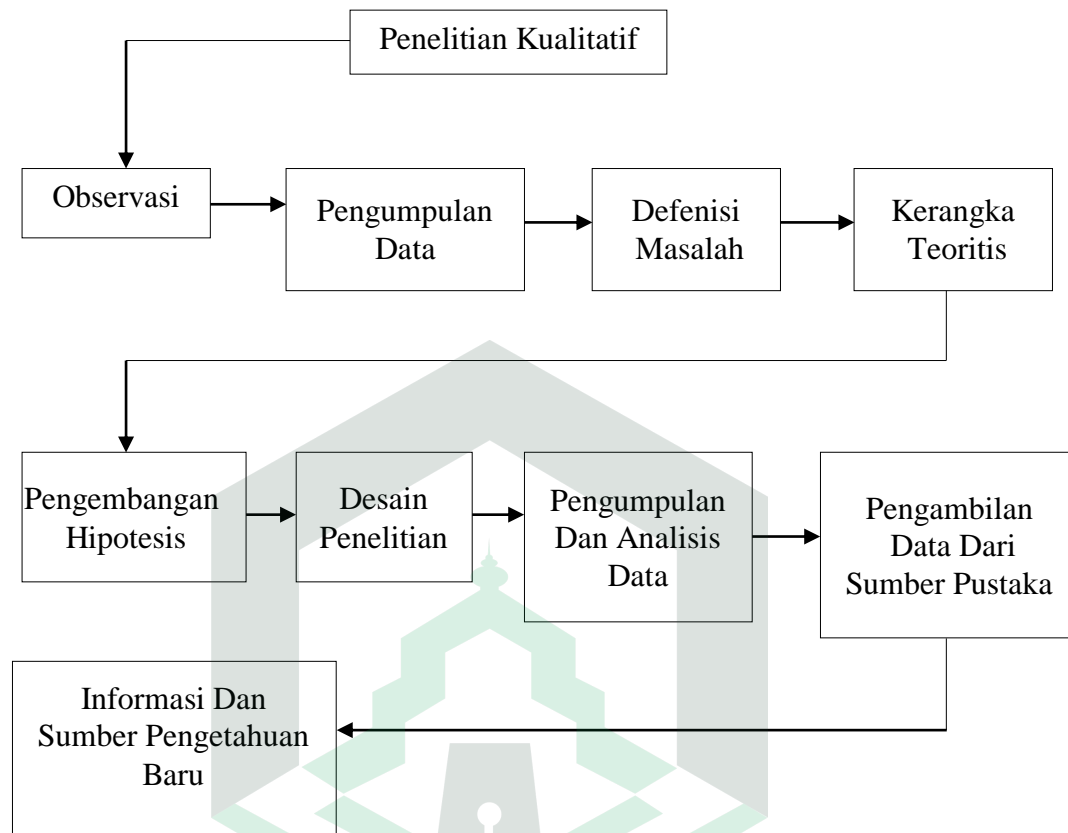 Penelitian Kualitatif
Observasi
Pengumpulan
Data
Defenisi
Masalah
Kerangka
Teoritis
Pengembangan
Hipotesis
Desain
Penelitian
Pengumpulan
Dan Analisis
Data
Pengambilan
Data Dari
Sumber Pustaka
Informasi Dan
Sumber Pengetahuan
Baru